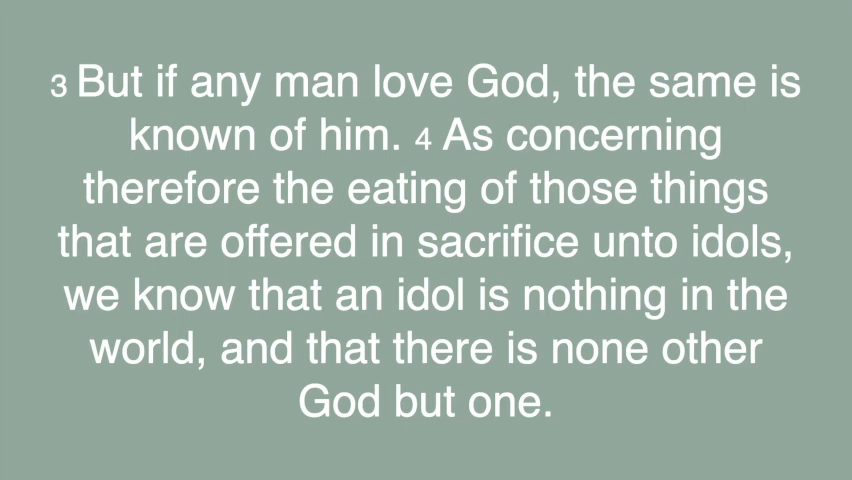 3 But if any man love God, the same is
known of him. 4 As concerning
therefore the eating of those things
that are offered in sacrifice unto idols,
we know that an idol is nothing in the
world, and that there is none other
God but one.